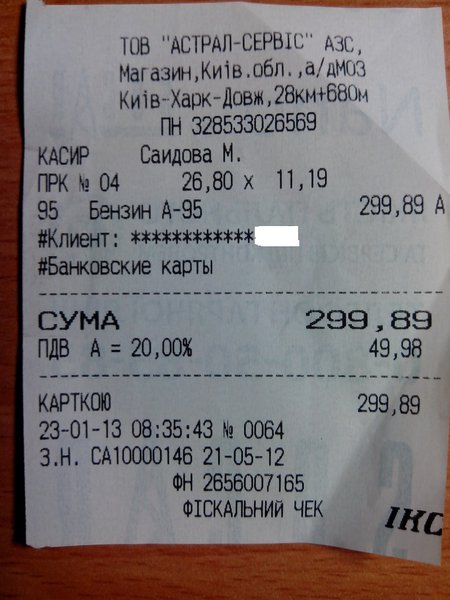 ТОВ "АСТРАЛ-СЕРВІС" АЗС,
Магазин,Київ.обл.,а/дМОЗ
Київ-Харк-Довж,28км+680м
ПН 328533026569
КАСИР Саидова М.
ПРК № 04 26,80 x 11,19
95 Бензин А-95 299,89 А
#Клиент: ************
#Банковские карты
СУМА 299,89
ПДВ А = 20,00% 49,98
КАРТКОЮ 299,89
23-01-13 08:35:43 № 0064
З.Н. СА10000146 21-05-12
ФН 2656007165
ФІСКАЛЬНИЙ ЧЕК
ІКС